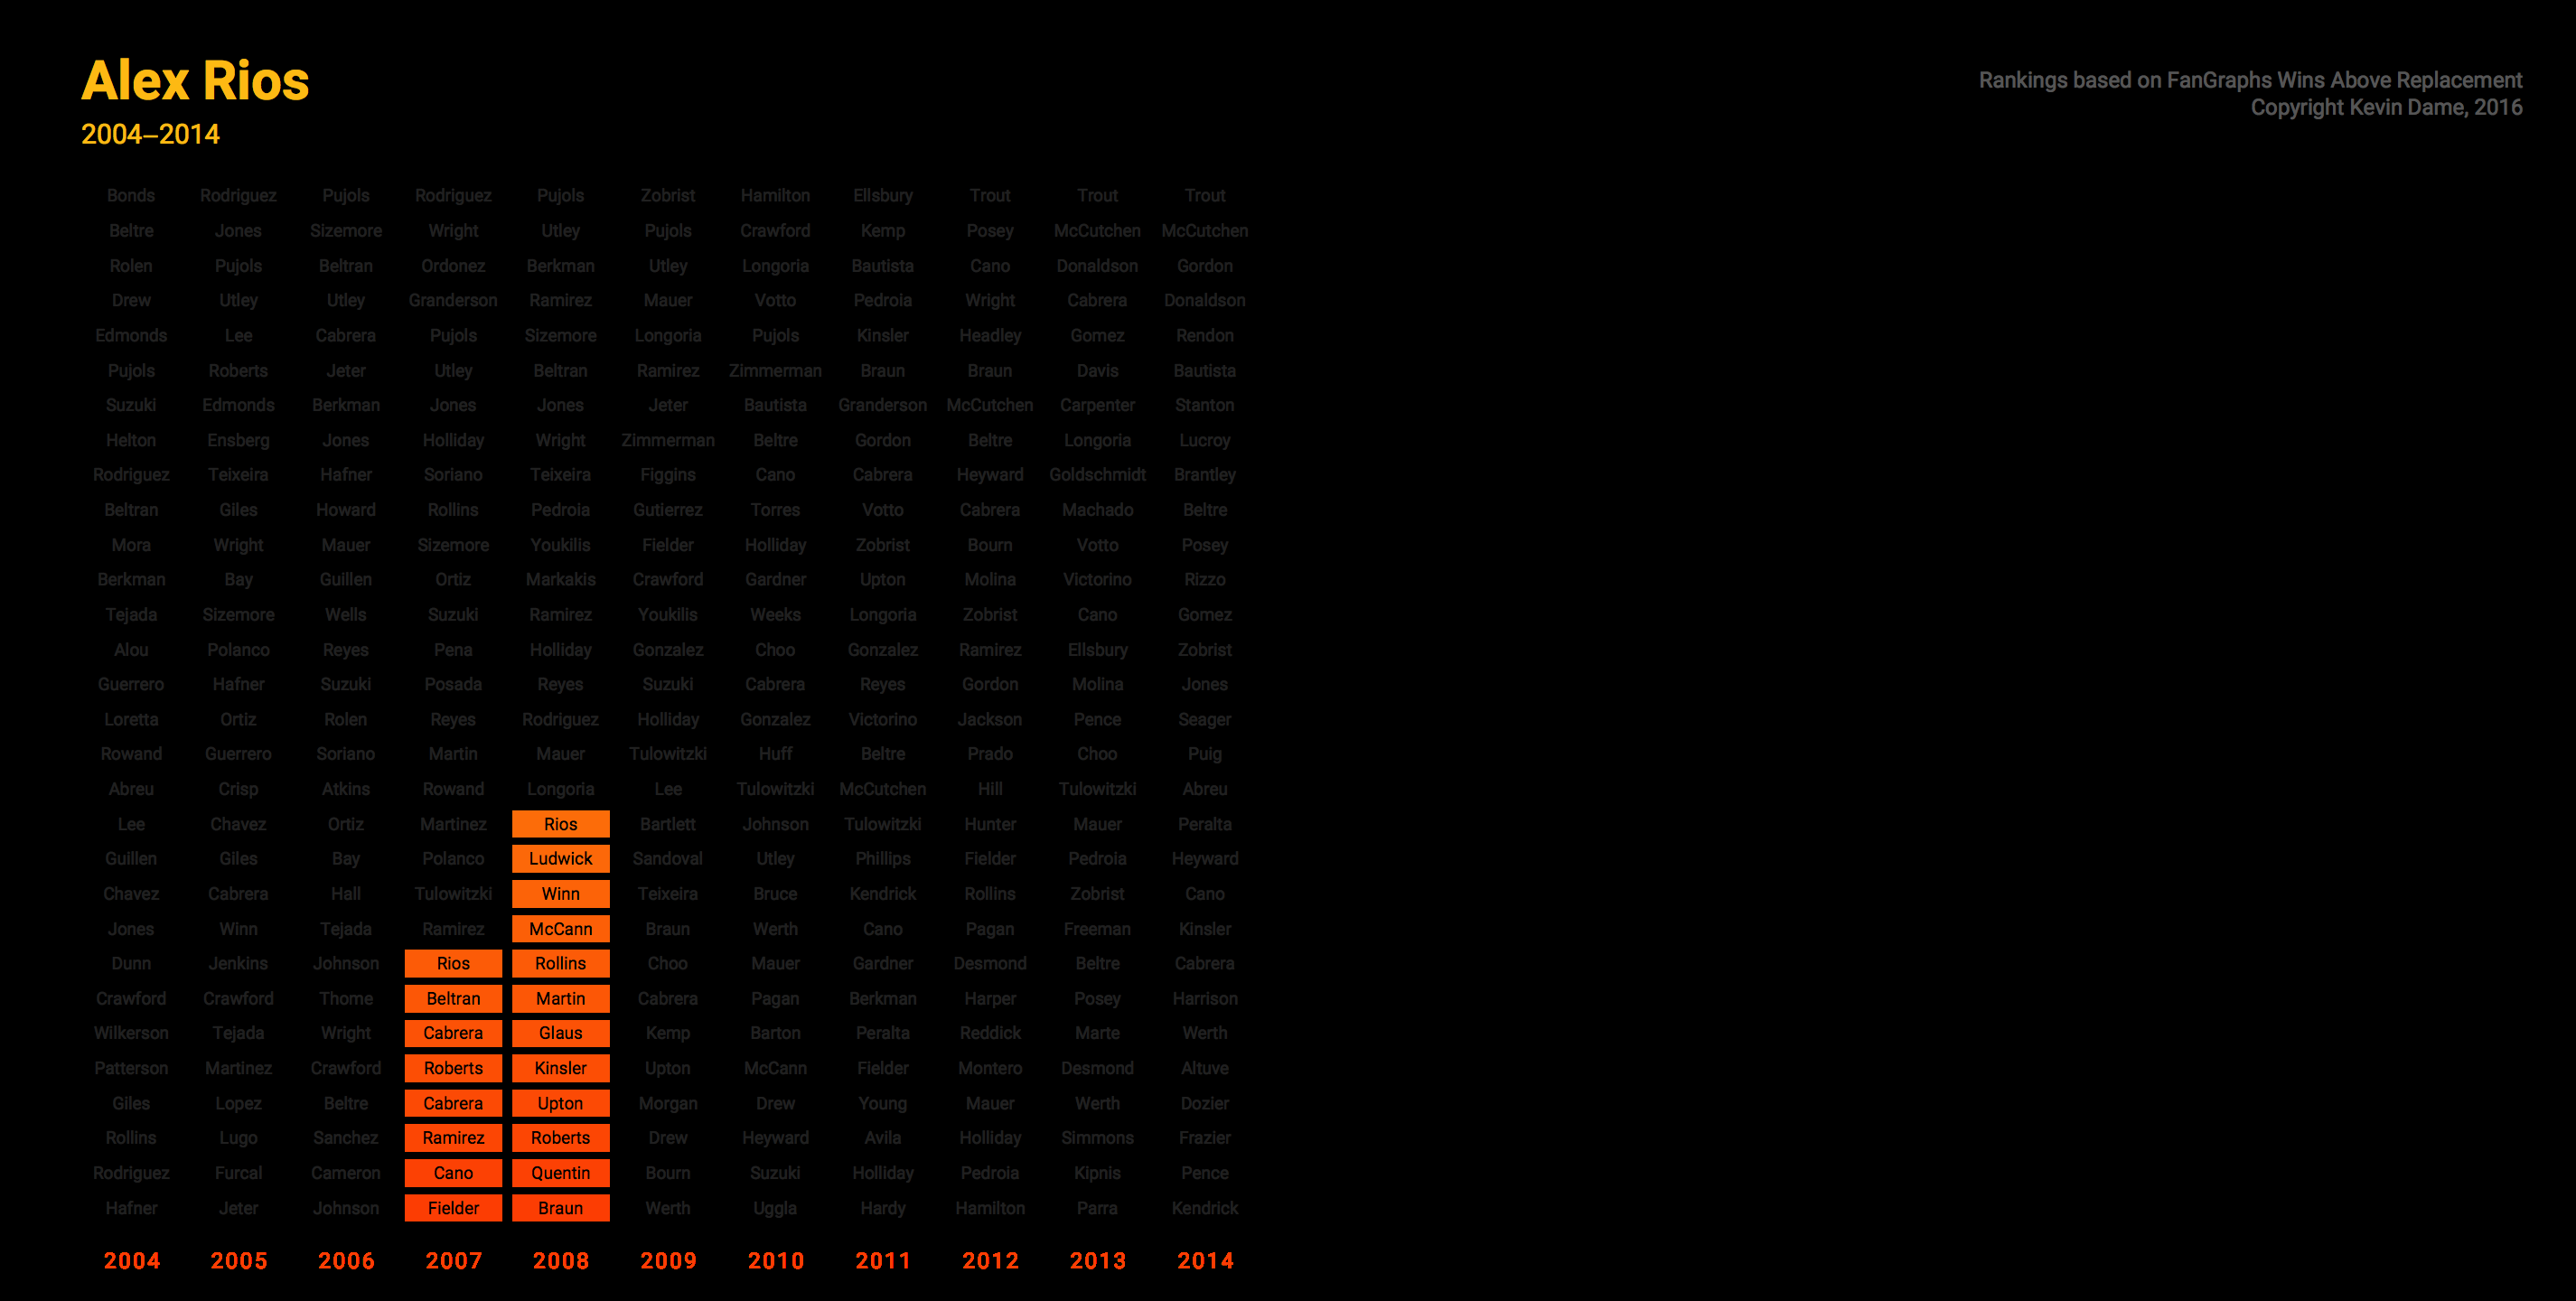 Alex Rios
2004–2014
Rankings based on FanGraphs Wins Above Replacement
Copyright Kevin Dame, 2016
Bonds Rodriguez Pujols Rodriguez Pujols Zobrist Hamilton Ellsbury Trout Trout Trout
Beltre Jones Sizemore Wright Utley Pujols Crawford Kemp Posey McCutchen McCutchen
Rolen Pujols Beltran Ordonez Berkman Utley Longoria Bautista Cano Donaldson Gordon
Drew Utley Utley Granderson Ramirez Mauer Votto Pedroia Wright Cabrera Donaldson
Edmonds Lee Cabrera Pujols Sizemore Longoria Pujols Kinsler Headley Gomez Rendon
Pujols Roberts Jeter Utley Beltran Ramirez Zimmerman Braun Braun Davis Bautista
Suzuki Edmonds Berkman Jones Jones Jeter Bautista Granderson McCutchen Carpenter Stanton
Helton Ensberg Jones Holliday Wright Zimmerman Beltre Gordon Beltre Longoria Lucroy
Rodriguez Teixeira Hafner Soriano Teixeira Figgins Cano Cabrera Heyward Goldschmidt Brantley
Beltran Giles Howard Rollins Pedroia Gutierrez Torres Votto Cabrera Machado Beltre
Mora Wright Mauer Sizemore Youkilis Fielder Holliday Zobrist Bourn Votto Posey
Berkman Bay Guillen Ortiz Markakis Crawford Gardner Upton Molina Victorino Rizzo
Tejada Sizemore Wells Suzuki Ramirez Youkilis Weeks Longoria Zobrist Cano Gomez
Alou Polanco Reyes Pena Holliday Gonzalez Choo Gonzalez Ramirez Ellsbury Zobrist
Guerrero Hafner Suzuki Posada Reyes Suzuki Cabrera Reyes Gordon Molina Jones
Loretta Ortiz Rolen Reyes Rodriguez Holliday Gonzalez Victorino Jackson Pence Seager
Rowand Guerrero Soriano Martin Mauer Tulowitzki Huff Beltre Prado Choo Puig
Abreu Crisp Atkins Rowand Longoria Lee Tulowitzki McCutchen Hill Tulowitzki Abreu
Lee Chavez Ortiz Martinez Rios Bartlett Johnson Tulowitzki Hunter Mauer Peralta
Guillen Giles Bay Polanco Ludwick Sandoval Utley Phillips Fielder Pedroia Heyward
Chavez Cabrera Hall Tulowitzki Winn Teixeira Bruce Kendrick Rollins Zobrist Cano
Jones Winn Tejada Ramirez McCann Braun Werth Cano Pagan Freeman Kinsler
Dunn Jenkins Johnson Rios Rollins Choo Mauer Gardner Desmond Beltre Cabrera
Crawford Crawford Thome Beltran Martin Cabrera Pagan Berkman Harper Posey Harrison
Wilkerson Tejada Wright Cabrera Glaus Kemp Barton Peralta Reddick Marte Werth
Patterson Martinez Crawford Roberts Kinsler Upton McCann Fielder Montero Desmond Altuve
Giles Lopez Beltre Cabrera Upton Morgan Drew Young Mauer Werth Dozier
Rollins Lugo Sanchez Ramirez Roberts Drew Heyward Avila Holliday Simmons Frazier
Rodriguez Furcal Cameron Cano Quentin Bourn Suzuki Holliday Pedroia Kipnis Pence
Hafner Jeter Johnson Fielder Braun Werth Uggla Hardy Hamilton Parra Kendrick
2004 2005 2006 2007 2008 2009 2010 2011 2012 2013 2014